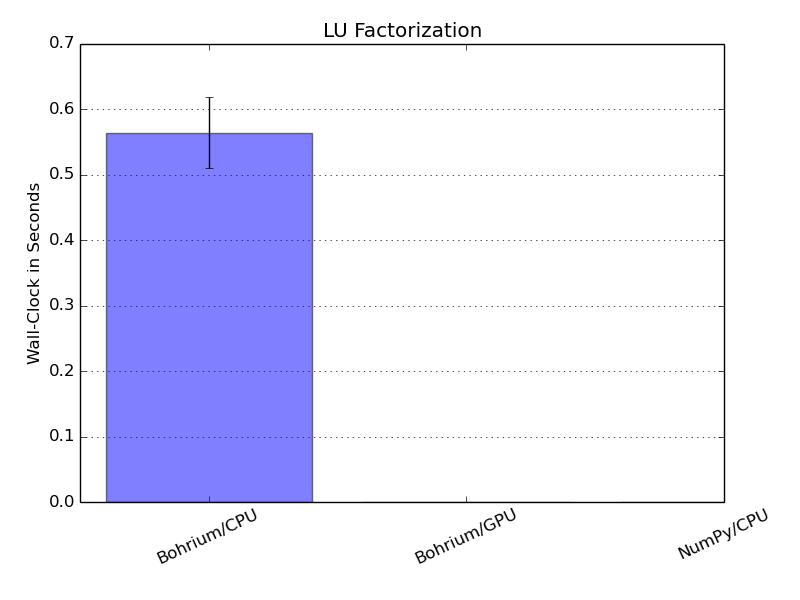 LU Factorization
Wall-Clock in Seconds
0.7
0.6
0.5
0.4
0.3
0.2
0.1
0.0
Bohrium/CPU
Bohrium/GPU
NumPy/CPU